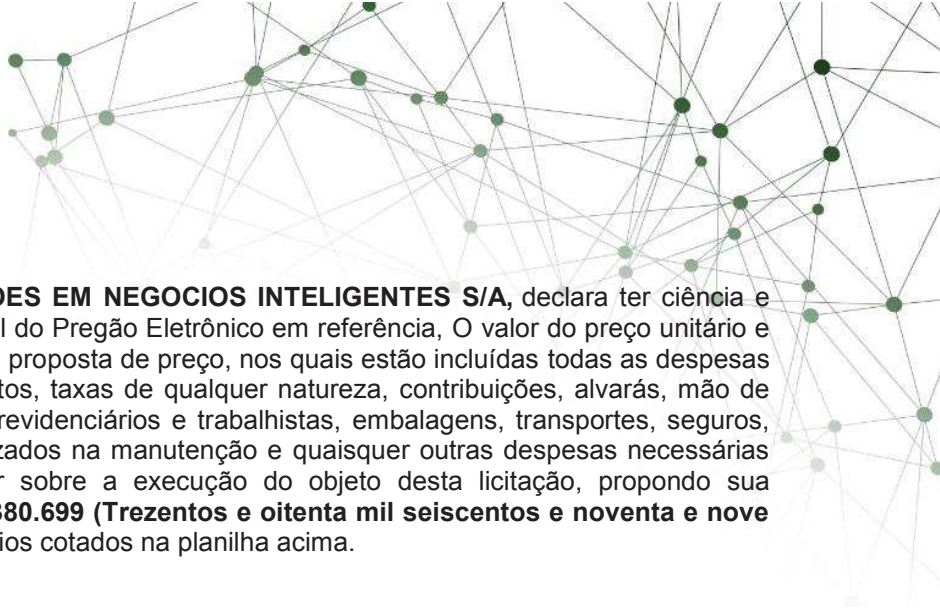 ES EM NEGOCIOS INTELIGENTES S/A, declara ter ciência e
do Pregão Eletrônico em referência, O valor do preço unitário e
proposta de preço, nos quais estão incluídas todas as despesas
tos, taxas de qualquer natureza, contribuições, alvarás, mão de
revidenciários e trabalhistas, embalagens, transportes, seguros,
zados na manutenção e quaisquer outras despesas necessárias
r sobre a execução do objeto desta licitação, propondo sua
380.699 (Trezentos e oitenta mil seiscentos e noventa e nove
ios cotados na planilha acima.